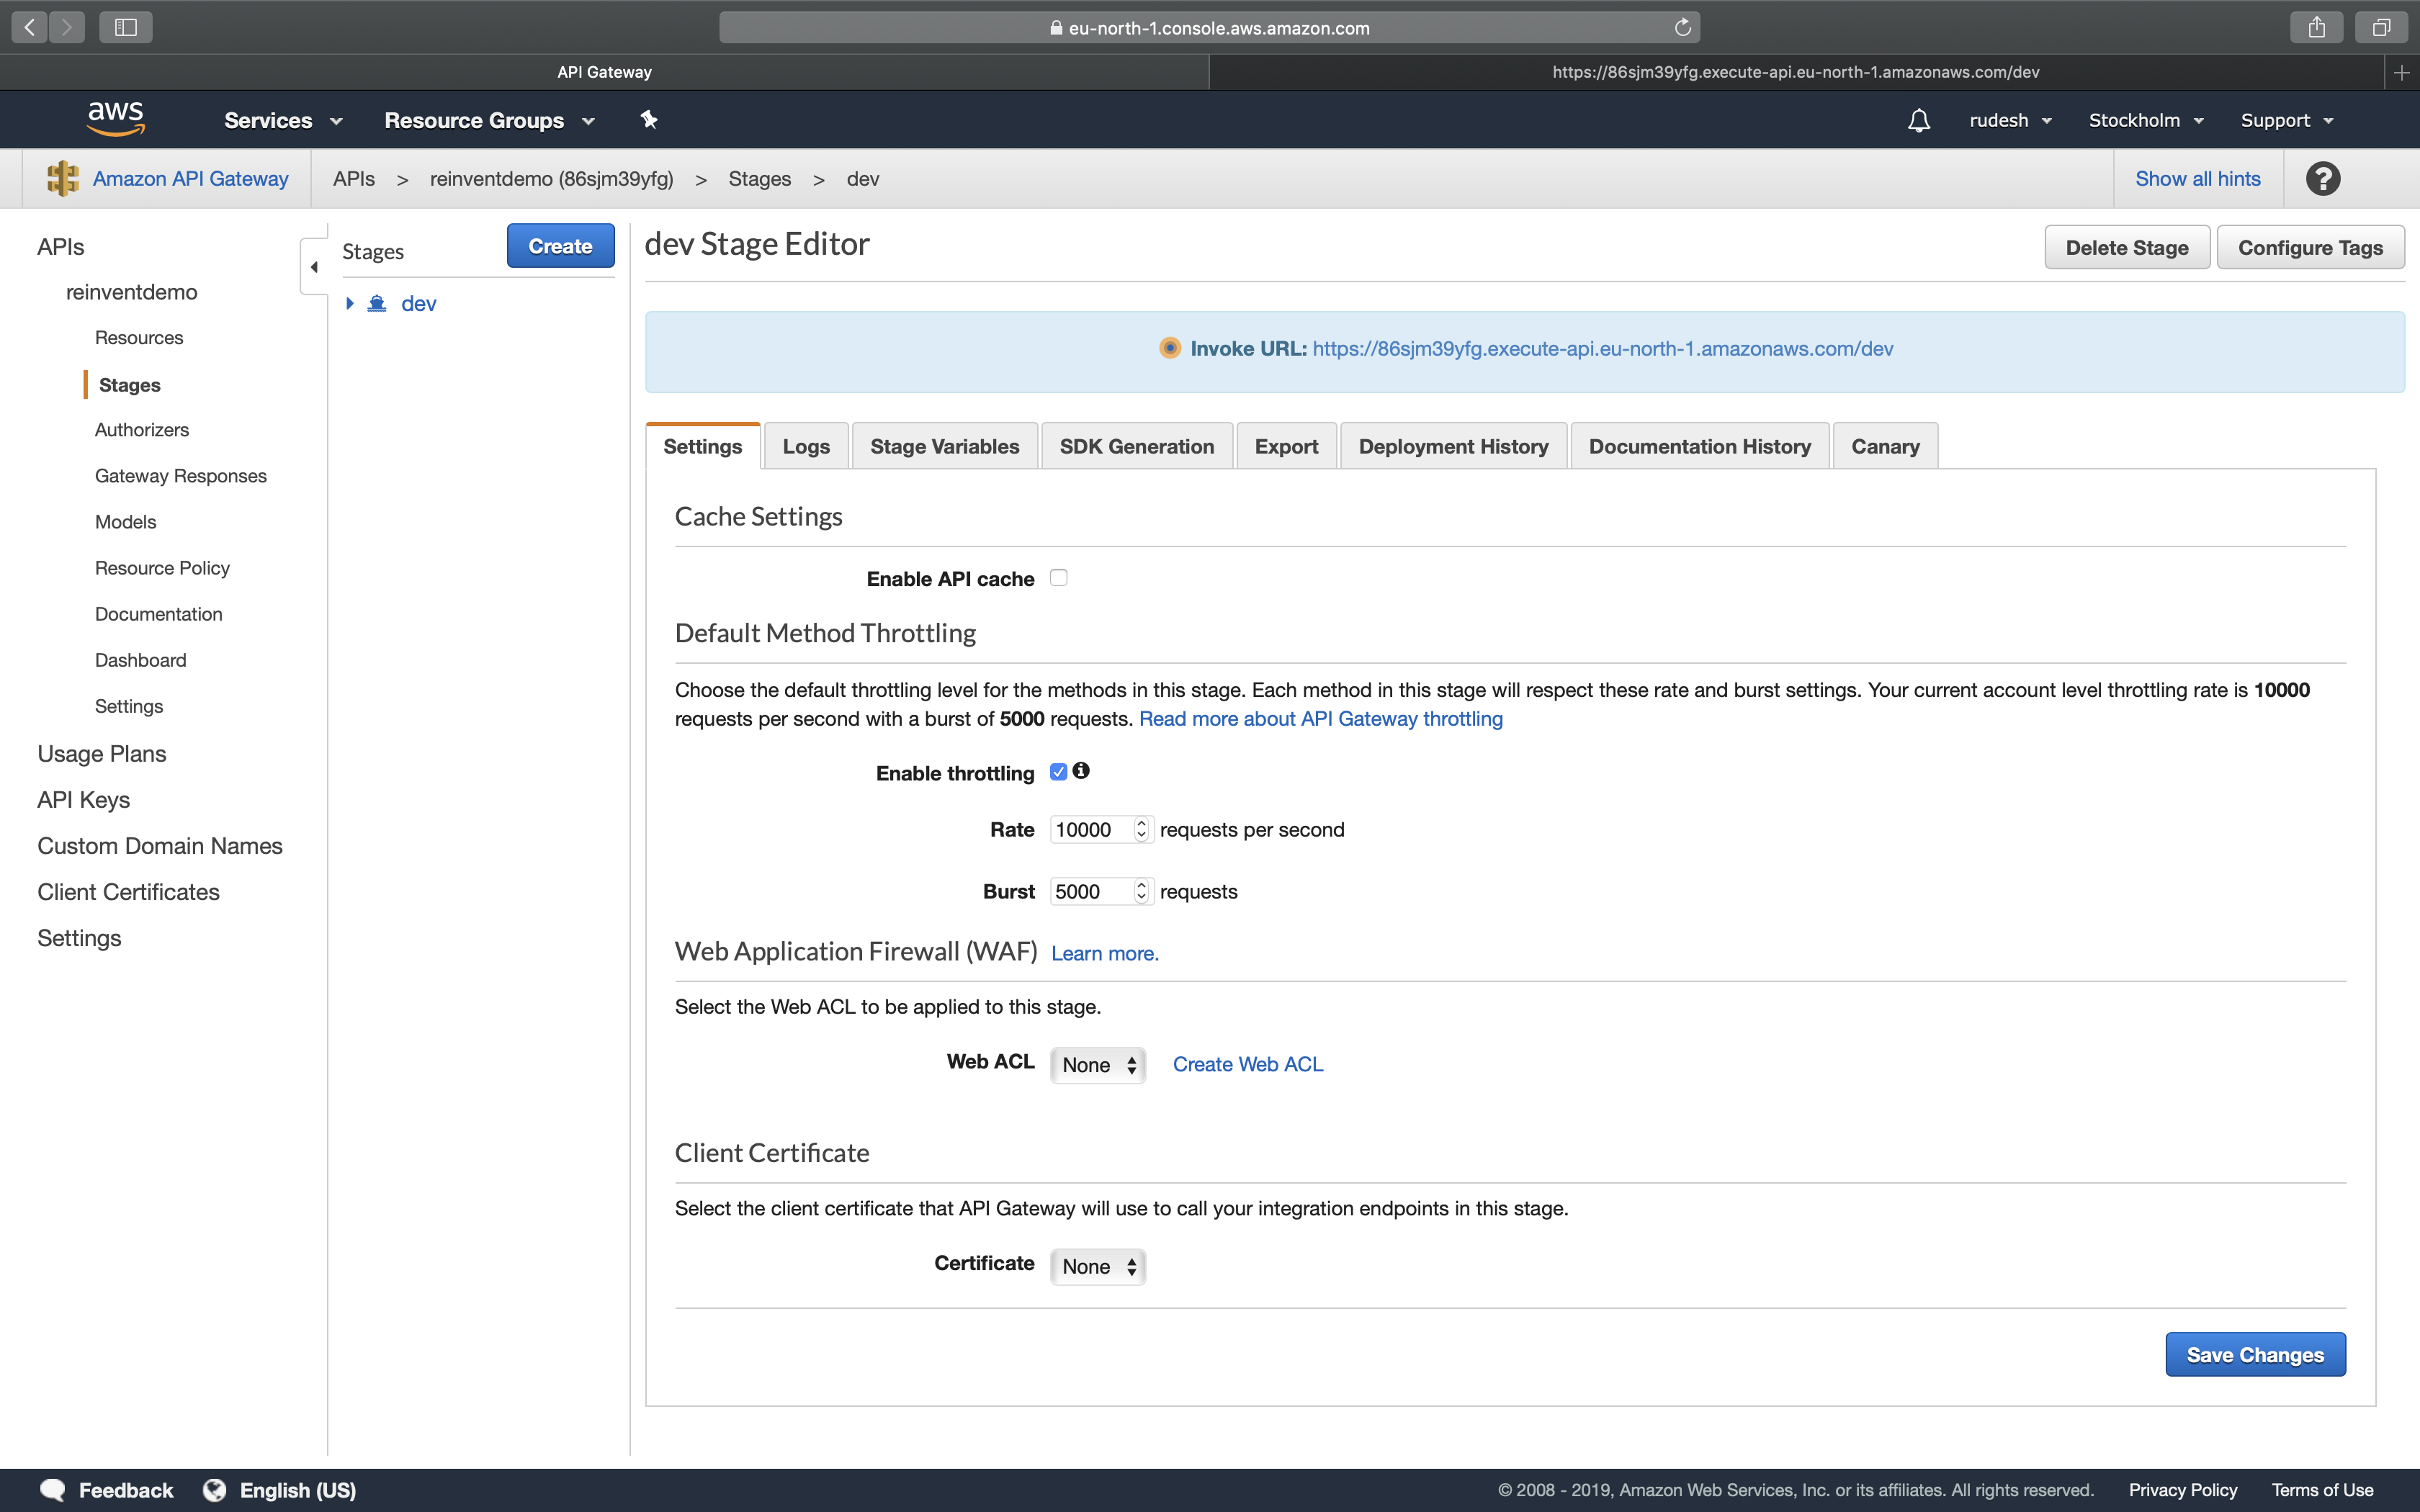 eu-north-1.console.aws.amazon.com
API Gateway
https://86sjm39yfg.execute-api.eu-north-1.amazonaws.com/dev
aws
Services
Resource Groups
rudesh
Stockholm
Support
Amazon API Gateway
APIs > reinventdemo (86sjm39yfg) > Stages > dev
Show all hints
?
APIs
reinventdemo
Resources
Stages
Authorizers
Gateway Responses
Models
Resource Policy
Documentation
Dashboard
Settings
Usage Plans
API Keys
Custom Domain Names
Client Certificates
Settings
Stages
Create
dev
dev Stage Editor
Delete Stage
Configure Tags
Invoke URL: https://86sjm39yfg.execute-api.eu-north-1.amazonaws.com/dev
Settings
Logs
Stage Variables
SDK Generation
Export
Deployment History
Documentation History
Canary
Cache Settings
Enable API cache
Default Method Throttling
Choose the default throttling level for the methods in this stage. Each method in this stage will respect these rate and burst settings. Your current account level throttling rate is 10000
requests per second with a burst of 5000 requests. Read more about API Gateway throttling
Enable throttling
Rate 10000 requests per second
Burst 5000 requests
Web Application Firewall (WAF) Learn more.
Select the Web ACL to be applied to this stage.
Web ACL None Create Web ACL
Client Certificate
Select the client certificate that API Gateway will use to call your integration endpoints in this stage.
Certificate None
Save Changes
Feedback
English (US)
© 2008 - 2019, Amazon Web Services, Inc. or its affiliates. All rights reserved.
Privacy Policy
Terms of Use